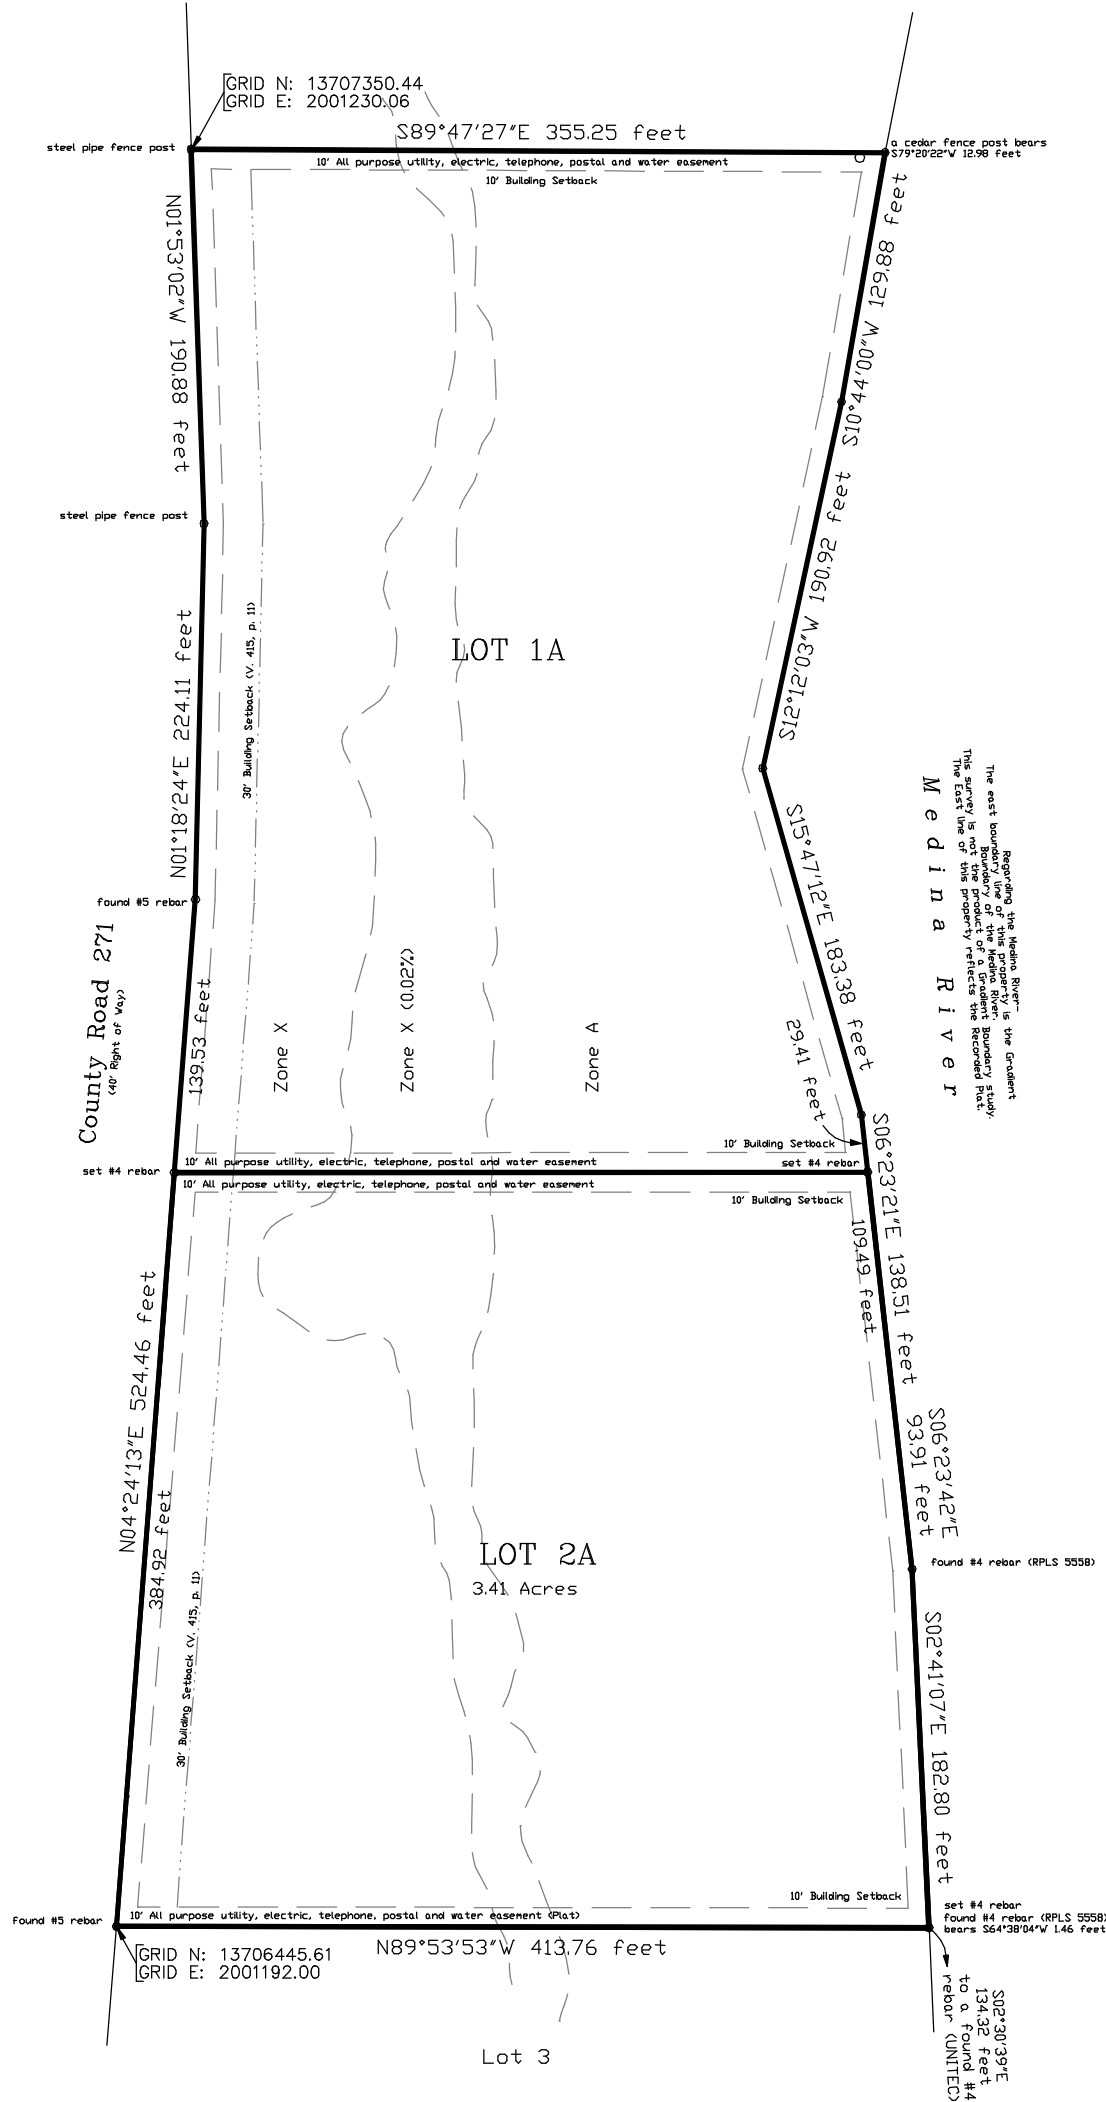 GRID N: 13707350.44
GRID E: 2001230.06
S89°47'27"E 355.25 feet
steel pipe fence post
a cedar fence post bears
S79°20'22"W 12.98 feet
10' All purpose utility, electric, telephone, postal and water easement
10' Building Setback
N01°53'02"W 190.88 feet
S10°44'00"W 129.88 feet
steel pipe fence post
S12°12'03"W 190.92 feet
30' Building Setback (V. 415, p. 11)
LOT 1A
N01°18'24"E 224.11 feet
found #5 rebar
S15°47'12"E 183.38 feet
Medina River
Regarding the Medina River-
The east boundary line of this property is the Gradient
Boundary of the Medina River.
This survey is not the product of a Gradient Boundary study.
The East line of this property reflects the Recorded Plat.
County Road 271
(40' Right of Way)
139.53 feet
Zone X
Zone X (0.02%)
Zone A
29.41 feet
10' Building Setback
set #4 rebar
10' All purpose utility, electric, telephone, postal and water easement
set #4 rebar
10' All purpose utility, electric, telephone, postal and water easement
10' Building Setback
S06°23'21"E 138.51 feet
109.49 feet
N04°24'13"E 524.46 feet
384.92 feet
S06°23'42"E
93.91 feet
LOT 2A
3.41 Acres
found #4 rebar (RPLS 5558)
30' Building Setback (V. 415, p. 11)
S02°41'07"E 182.80 feet
10' Building Setback
found #5 rebar
10' All purpose utility, electric, telephone, postal and water easement (Plat)
set #4 rebar
found #4 rebar (RPLS 5558)
bears S64°38'04"W 1.46 feet
N89°53'53"W 413.76 feet
GRID N: 13706445.61
GRID E: 2001192.00
S02°30'39"E
134.32 feet
to a found #4
rebar (UNITEC)
Lot 3